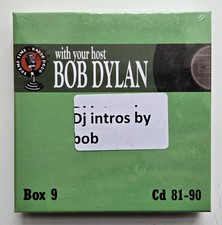 with your host
BOB DYLAN
Dj intros by
bob
Box 9
Cd 81-90